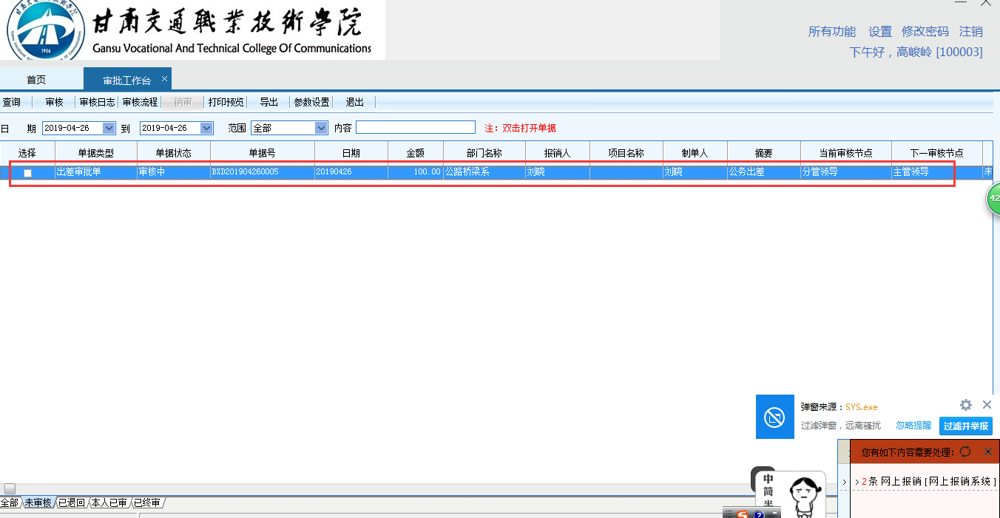 甘肃交通職業技術學院
Gansu Vocational And Technical College Of Communications
1956
所有功能 设置 修改密码 注销
下午好，高峻岭 [100003]
首页 审批工作台 ×
查询 审核 审核日志 审核流程 销审 打印预览 导出 参数设置 退出
日 期 2019-04-26 到 2019-04-26 范围 全部 内容 注：双击打开单据
选择 单据类型 单据状态 单据号 日期 金额 部门名称 报销人 项目名称 制单人 摘要 当前审核节点 下一审核节点
出差审批单 审核中 BXD201904260005 20190426 100.00 公路桥梁系 刘晓 刘晓 公务出差 分管领导 主管领导 未
42
弹窗来源：SYS.exe
过滤弹窗，远离骚扰 忽略提醒 过滤并举报
您有如下内容需要处理：
>2条 网上报销 [网上报销系统]
中
简
半
全部 未审核 已退回 本人已审 已终审